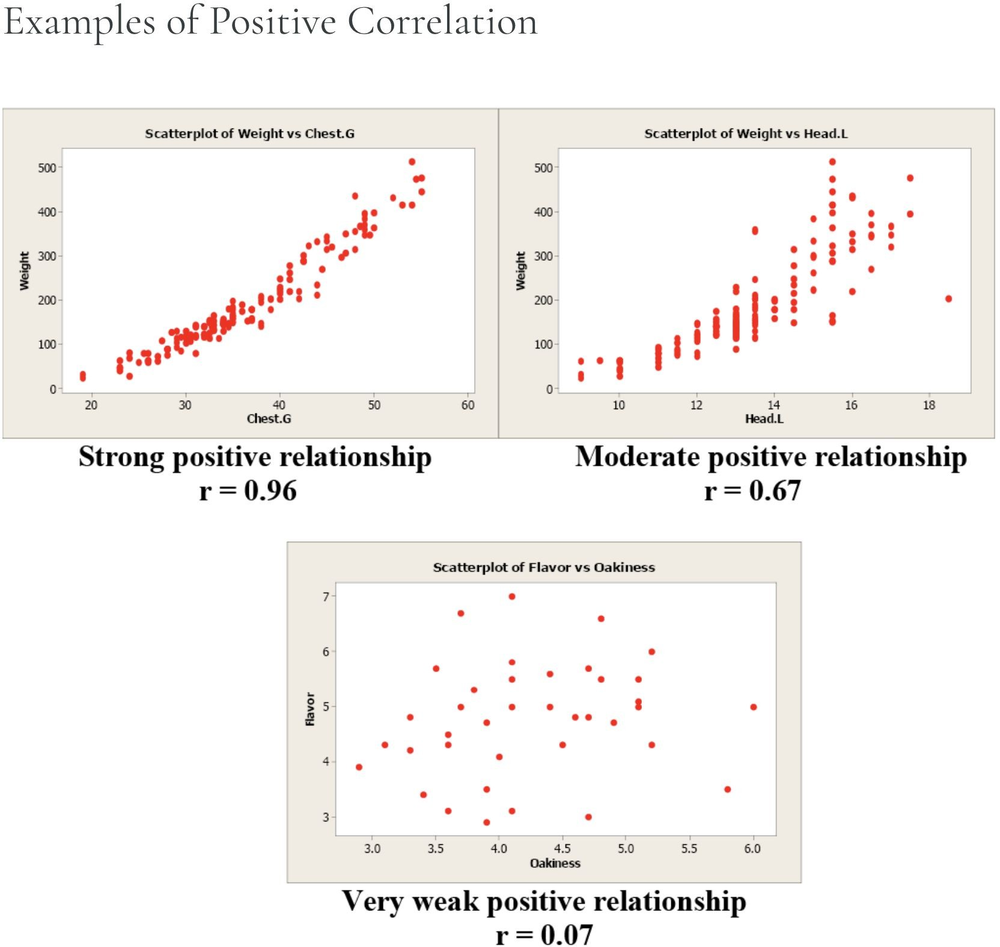 Examples of Positive Correlation
Scatterplot of Weight vs Chest.G
500
400
300
200
100
0
Weight
20 30 40 50 60
Chest.G
Scatterplot of Weight vs Head.L
500
400
300
200
100
0
Weight
10 12 14 16 18
Head.L
Strong positive relationship
r = 0.96
Moderate positive relationship
r = 0.67
Scatterplot of Flavor vs Oakiness
7
6
5
4
3
Flavor
3.0 3.5 4.0 4.5 5.0 5.5 6.0
Oakiness
Very weak positive relationship
r = 0.07